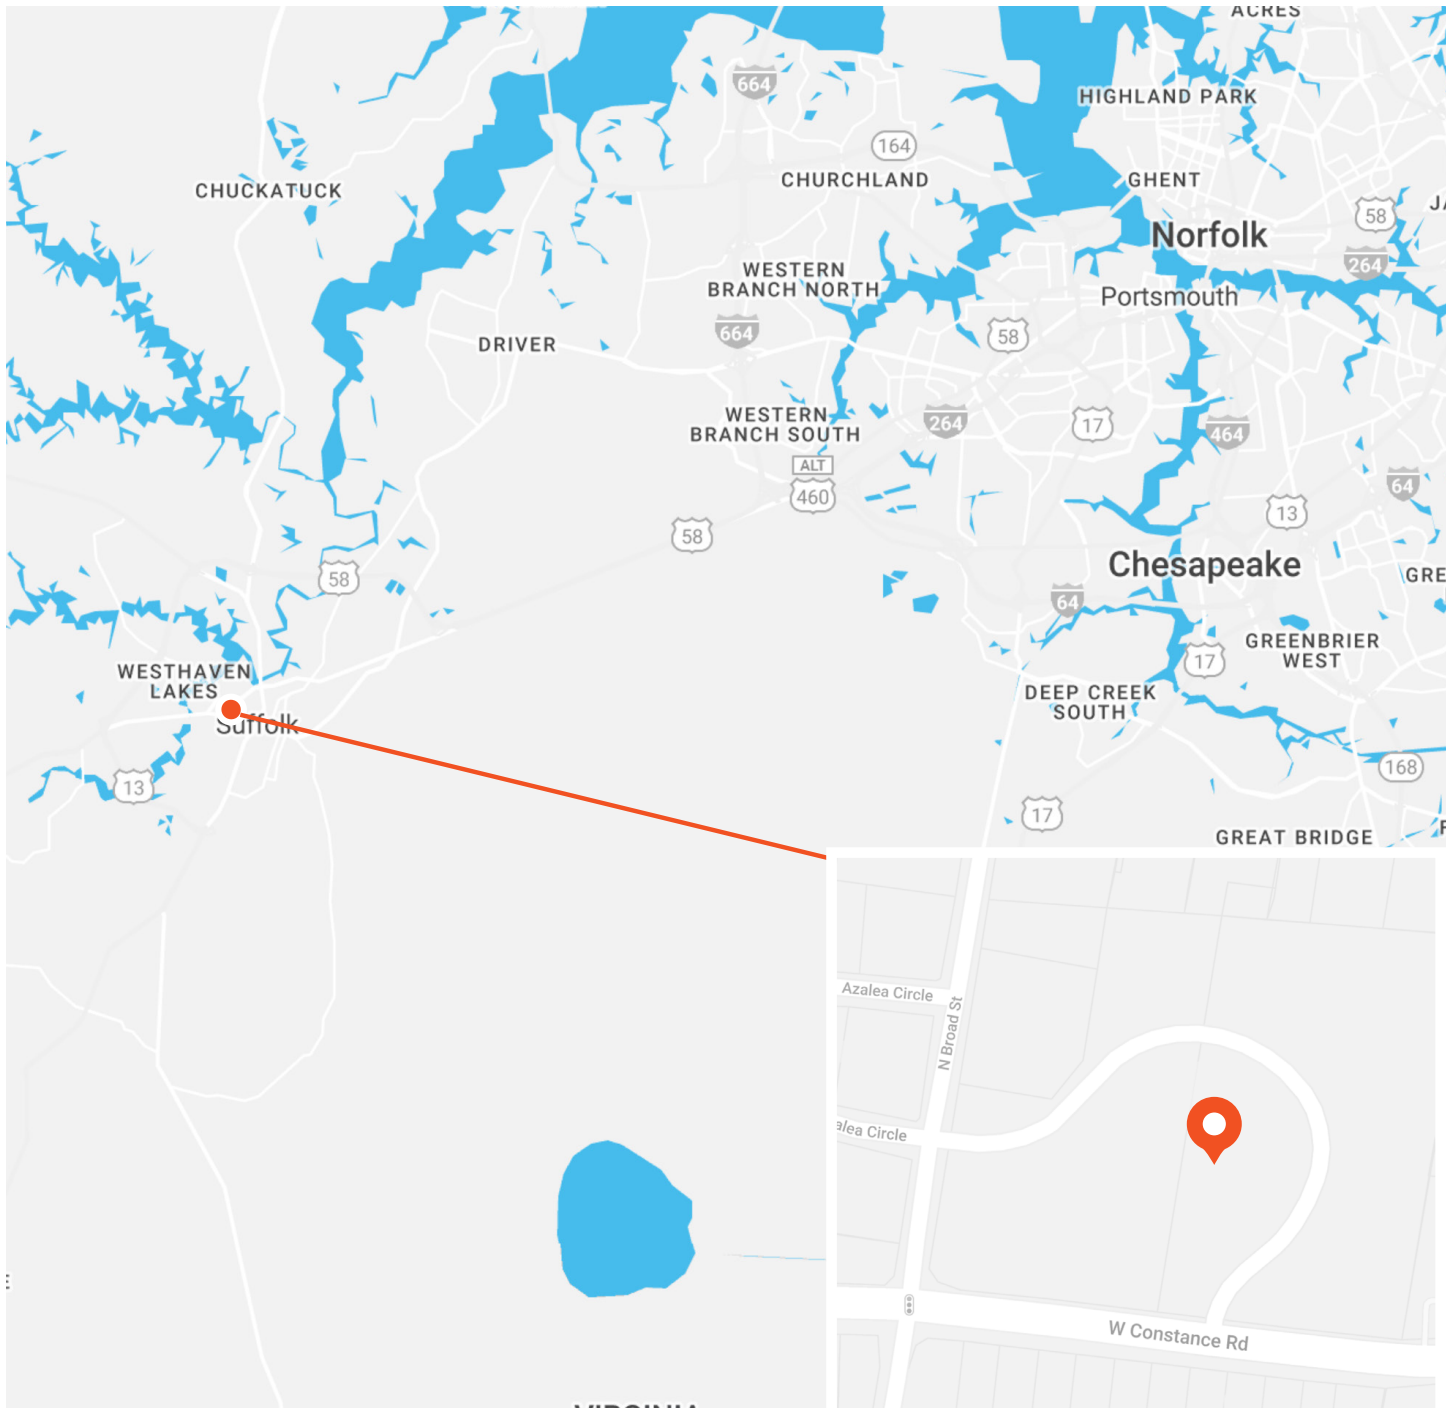 ACRES
664
HIGHLAND PARK
164
CHUCKATUCK
CHURCHLAND
GHENT
58
Norfolk
264
WESTERN
BRANCH NORTH
Portsmouth
664
58
DRIVER
WESTERN
BRANCH SOUTH
264
17
464
ALT
460
64
13
58
Chesapeake
58
64
GREENBRIER
WEST
17
WESTHAVEN
LAKES
DEEP CREEK
SOUTH
Suffolk
168
13
17
GREAT BRIDGE
Azalea Circle
N Broad St
alea Circle
W Constance Rd
VIRGINIA